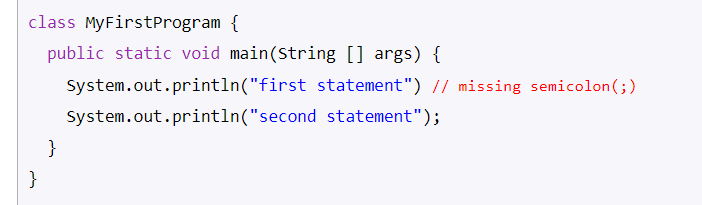 class MyFirstProgram {
  public static void main(String [] args) {
    System.out.println("first statement") // missing semicolon(;)
    System.out.println("second statement");
  }
}